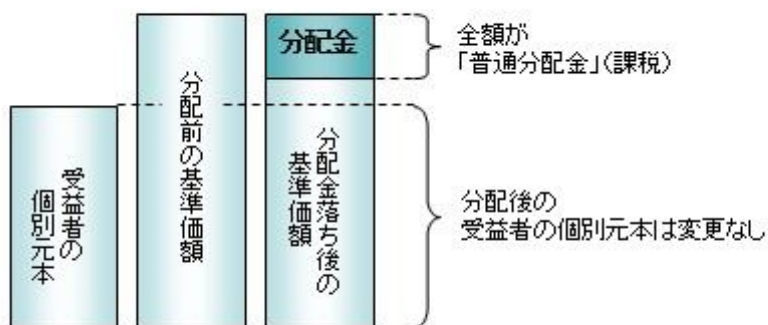 受益者の
個別元本
分配前の基準価額
分配金
分配金落ち後の
基準価額
全額が
「普通分配金」(課税)
分配後の
受益者の個別元本は変更なし